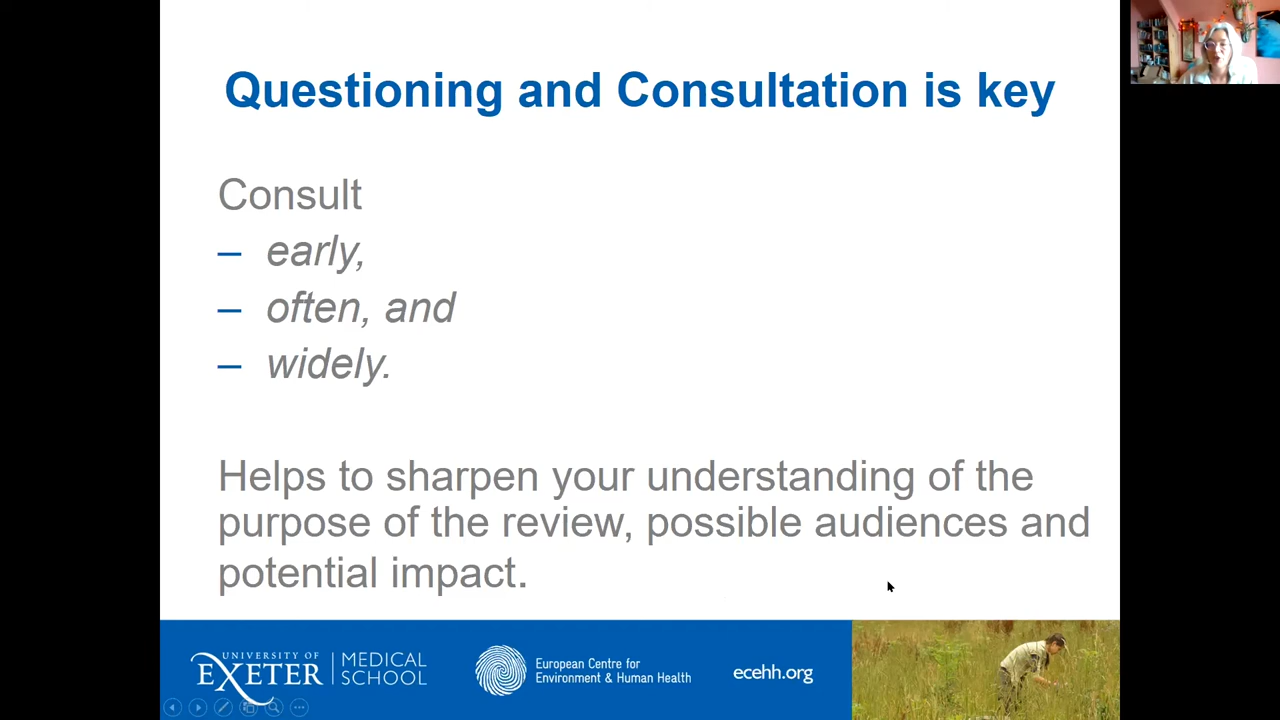 Questioning and Consultation is key
Consult
– early,
– often, and
– widely.
Helps to sharpen your understanding of the
purpose of the review, possible audiences and
potential impact.
UNIVERSITY OF
EXETER
MEDICAL
SCHOOL
European Centre for
Environment & Human Health
ecehh.org